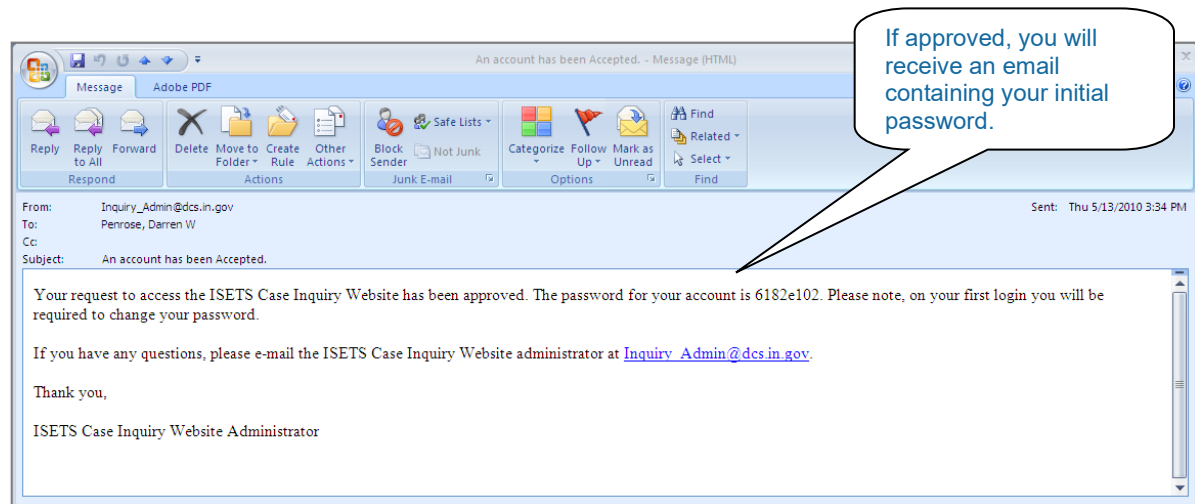 If approved, you will
receive an email
containing your initial
password.
An account has been Accepted. - Message (HTML)
Message Adobe PDF
Reply Reply to All Forward Delete Move to Folder Create Rule Other Actions Block Sender Safe Lists Not Junk Categorize Follow Up Mark as Unread Find Related Select
Respond Actions Junk E-mail Options Find
From: Inquiry_Admin@dcs.in.gov Sent: Thu 5/13/2010 3:34 PM
To: Penrose, Darren W
Cc:
Subject: An account has been Accepted.
Your request to access the ISETS Case Inquiry Website has been approved. The password for your account is 6182e102. Please note, on your first login you will be
required to change your password.
If you have any questions, please e-mail the ISETS Case Inquiry Website administrator at Inquiry_Admin@dcs.in.gov.
Thank you,
ISETS Case Inquiry Website Administrator